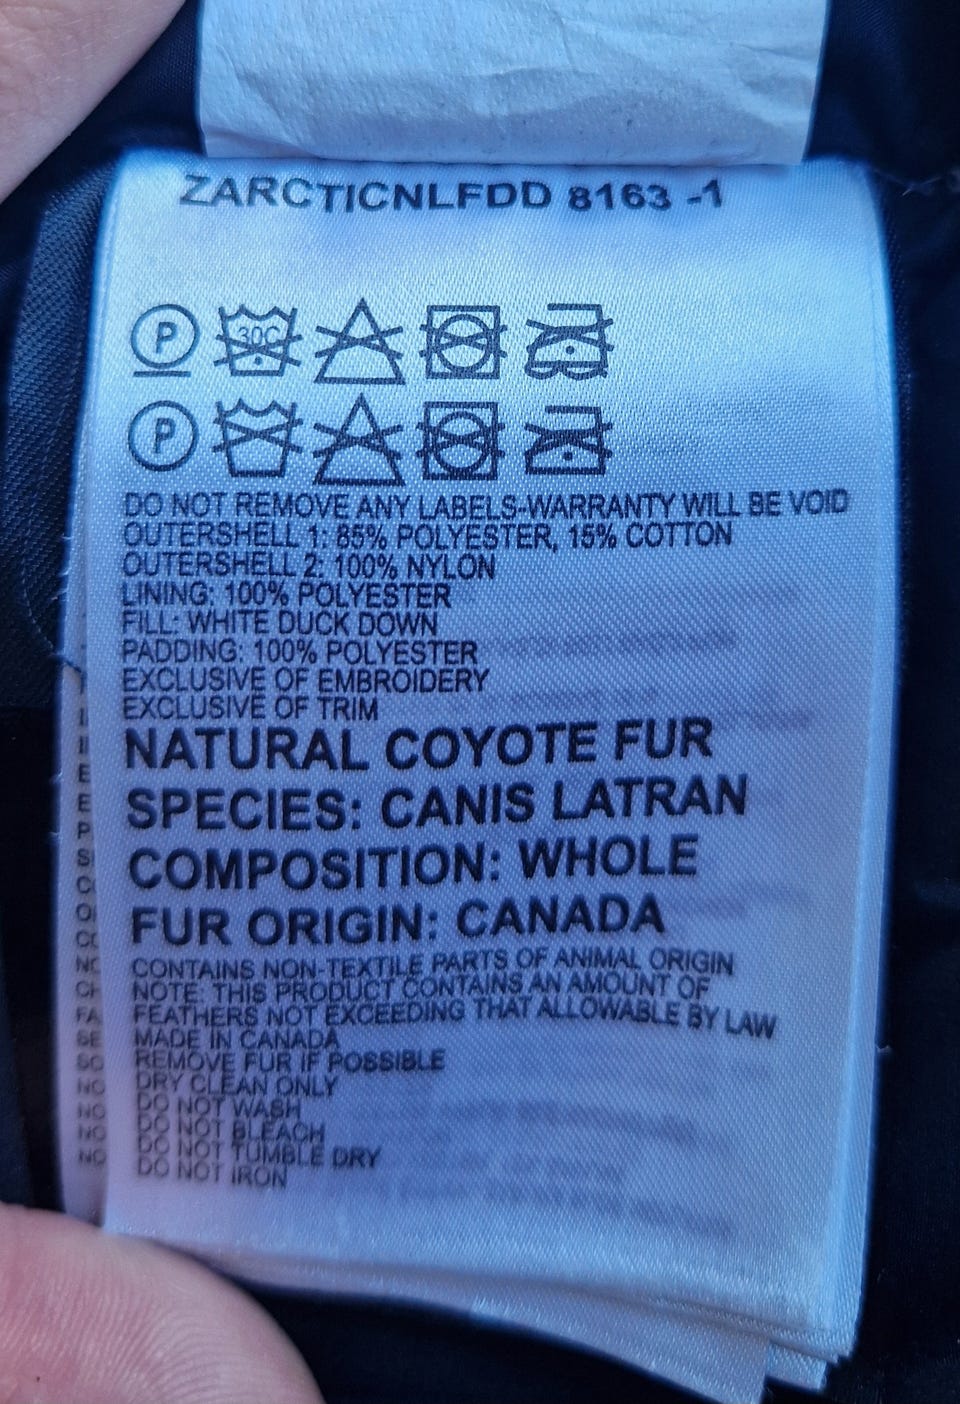 ZARCTICNLFDD 8163 -1
P 30C
P
DO NOT REMOVE ANY LABELS-WARRANTY WILL BE VOID
OUTERSHELL 1: 85% POLYESTER, 15% COTTON
OUTERSHELL 2: 100% NYLON
LINING: 100% POLYESTER
FILL: WHITE DUCK DOWN
PADDING: 100% POLYESTER
EXCLUSIVE OF EMBROIDERY
EXCLUSIVE OF TRIM
NATURAL COYOTE FUR
SPECIES: CANIS LATRAN
COMPOSITION: WHOLE
FUR ORIGIN: CANADA
CONTAINS NON-TEXTILE PARTS OF ANIMAL ORIGIN
NOTE: THIS PRODUCT CONTAINS AN AMOUNT OF
FEATHERS NOT EXCEEDING THAT ALLOWABLE BY LAW
MADE IN CANADA
REMOVE FUR IF POSSIBLE
DRY CLEAN ONLY
DO NOT WASH
DO NOT BLEACH
DO NOT TUMBLE DRY
DO NOT IRON